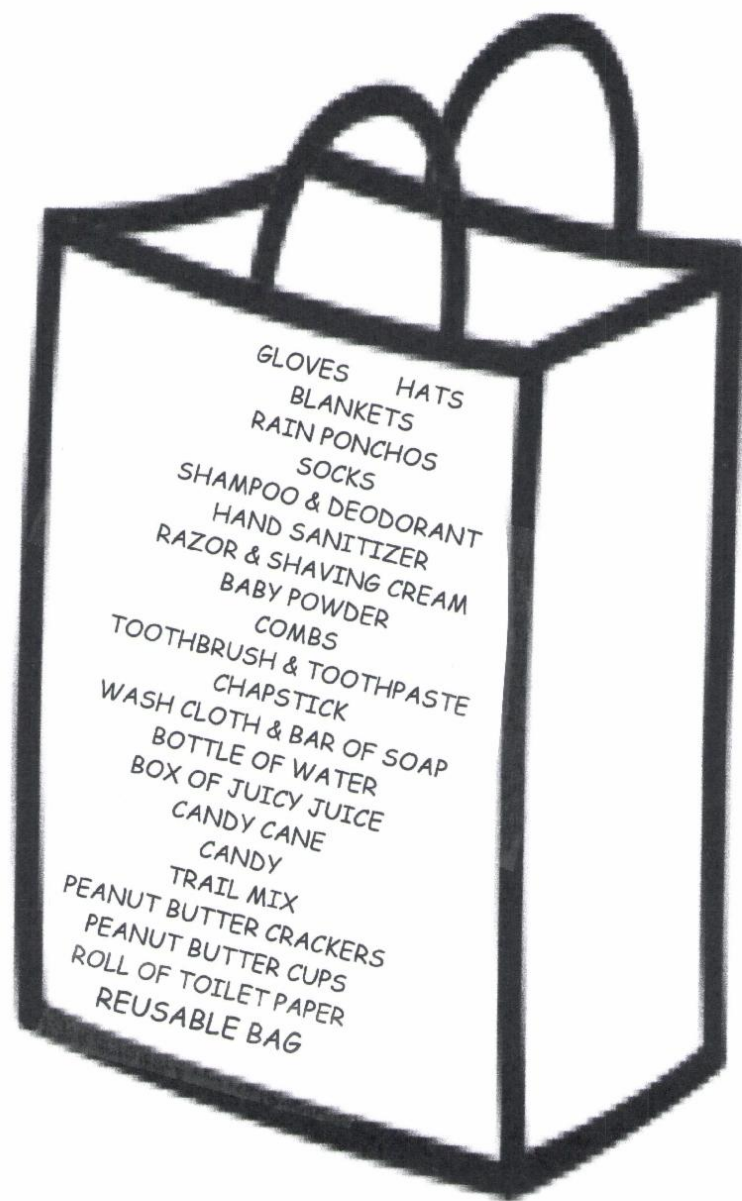 GLOVES HATS
BLANKETS
RAIN PONCHOS
SOCKS
SHAMPOO & DEODORANT
HAND SANITIZER
RAZOR & SHAVING CREAM
BABY POWDER
COMBS
TOOTHBRUSH & TOOTHPASTE
CHAPSTICK
WASH CLOTH & BAR OF SOAP
BOTTLE OF WATER
BOX OF JUICY JUICE
CANDY CANE
CANDY
TRAIL MIX
PEANUT BUTTER CRACKERS
PEANUT BUTTER CUPS
ROLL OF TOILET PAPER
REUSABLE BAG